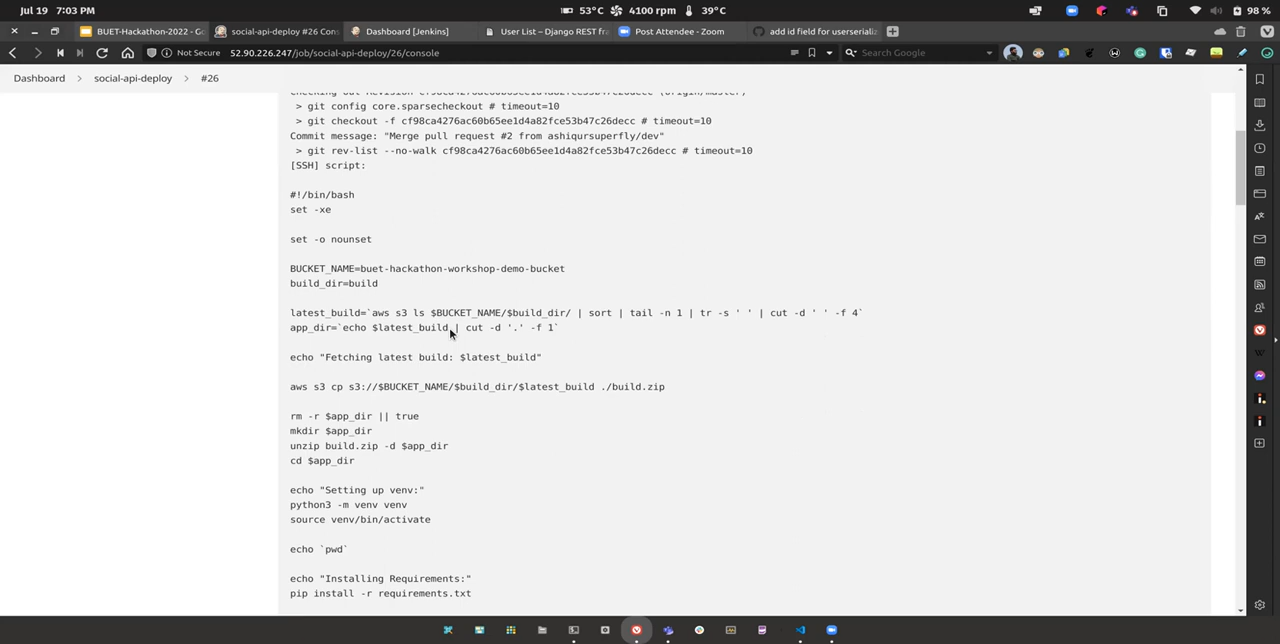 Jul 19 7:03 PM
53°C 4100 rpm 39°C
98 %
BUET-Hackathon-2022 - Go
social-api-deploy #26 Cons
Dashboard [Jenkins]
User List – Django REST fra
Post Attendee - Zoom
add id field for userserializ
Not Secure 52.90.226.247/job/social-api-deploy/26/console
Search Google
Dashboard > social-api-deploy > #26
> git config core.sparsecheckout # timeout=10
> git checkout -f cf98ca4276ac60b65ee1d4a82fce53b47c26decc # timeout=10
Commit message: "Merge pull request #2 from ashiqursuperfly/dev"
> git rev-list --no-walk cf98ca4276ac60b65ee1d4a82fce53b47c26decc # timeout=10
[SSH] script:
#!/bin/bash
set -xe
set -o nounset
BUCKET_NAME=buet-hackathon-workshop-demo-bucket
build_dir=build
latest_build=`aws s3 ls $BUCKET_NAME/$build_dir/ | sort | tail -n 1 | tr -s ' ' | cut -d ' ' -f 4`
app_dir=`echo $latest_build | cut -d '.' -f 1`
echo "Fetching latest build: $latest_build"
aws s3 cp s3://$BUCKET_NAME/$build_dir/$latest_build ./build.zip
rm -r $app_dir || true
mkdir $app_dir
unzip build.zip -d $app_dir
cd $app_dir
echo "Setting up venv:"
python3 -m venv venv
source venv/bin/activate
echo `pwd`
echo "Installing Requirements:"
pip install -r requirements.txt